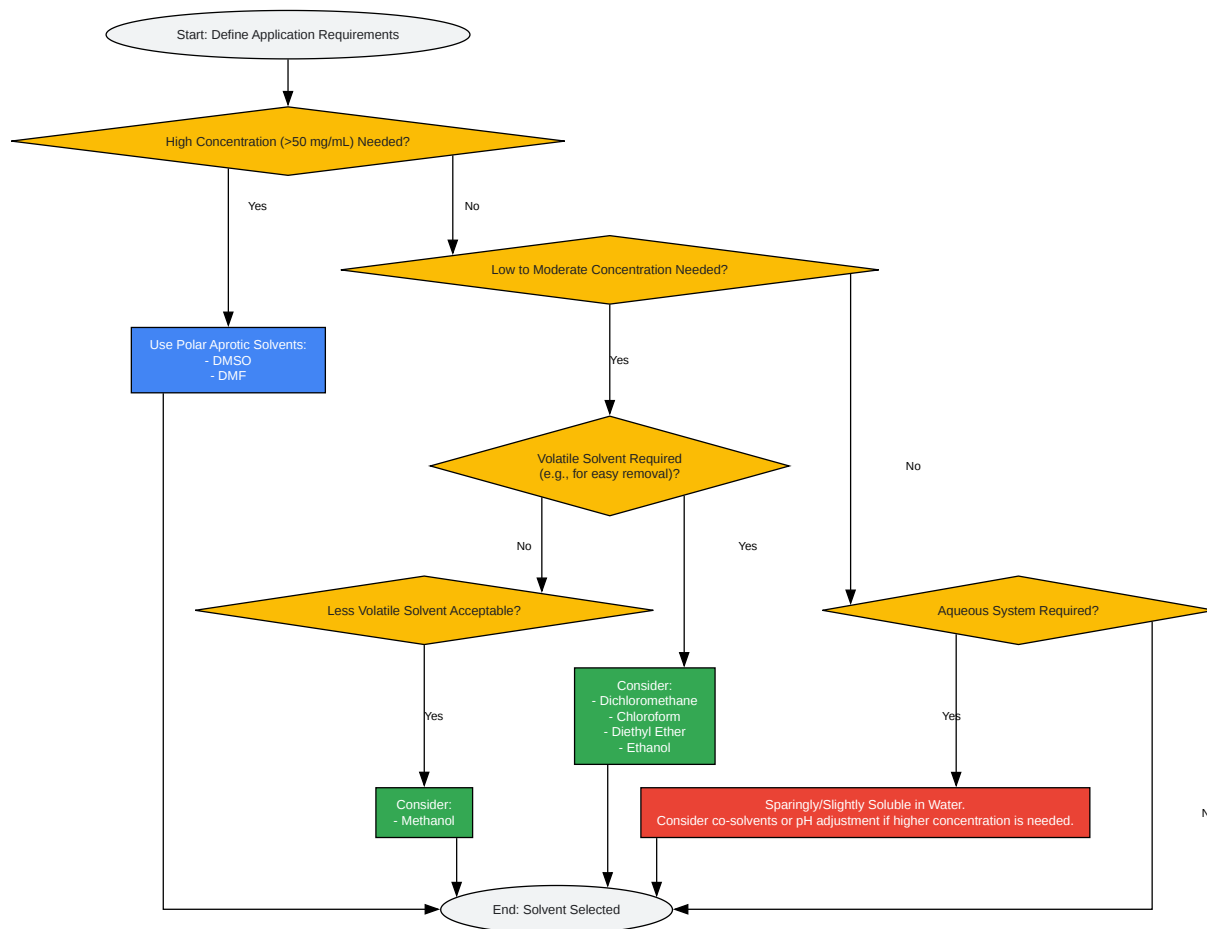 Start: Define Application Requirements
High Concentration (>50 mg/mL) Needed?
Yes
No
Low to Moderate Concentration Needed?
Use Polar Aprotic Solvents:
- DMSO
- DMF
Yes
No
Volatile Solvent Required
(e.g., for easy removal)?
No
Yes
Less Volatile Solvent Acceptable?
Aqueous System Required?
Yes
Consider:
- Dichloromethane
- Chloroform
- Diethyl Ether
- Ethanol
Yes
Consider:
- Methanol
Sparingly/Slightly Soluble in Water.
Consider co-solvents or pH adjustment if higher concentration is needed.
End: Solvent Selected